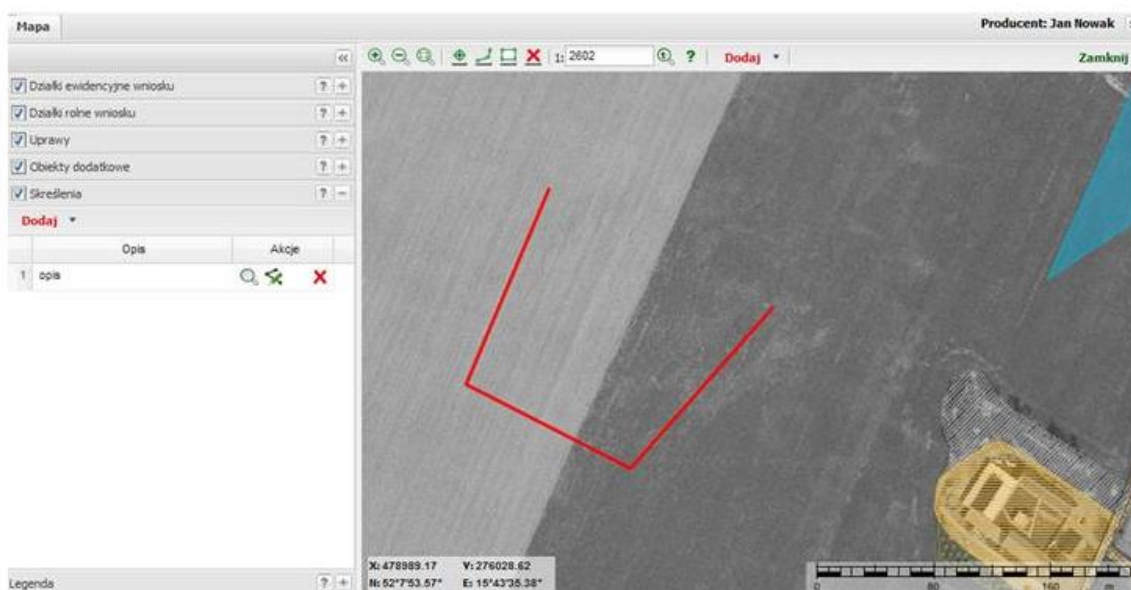 Mapa
Producent: Jan Nowak
1: 2602
?
Dodaj
Zamknij
Działki ewidencyjne wniosku ? +
Działki rolne wniosku ? +
Uprawy ? +
Obiekty dodatkowe ? +
Skreślenia ? −
Dodaj
Opis Akcje
1 opis
X: 478989.17 Y: 276028.62
N: 52°7'53.57" E: 15°43'35.38"
0 80 160 m
Legenda ? +